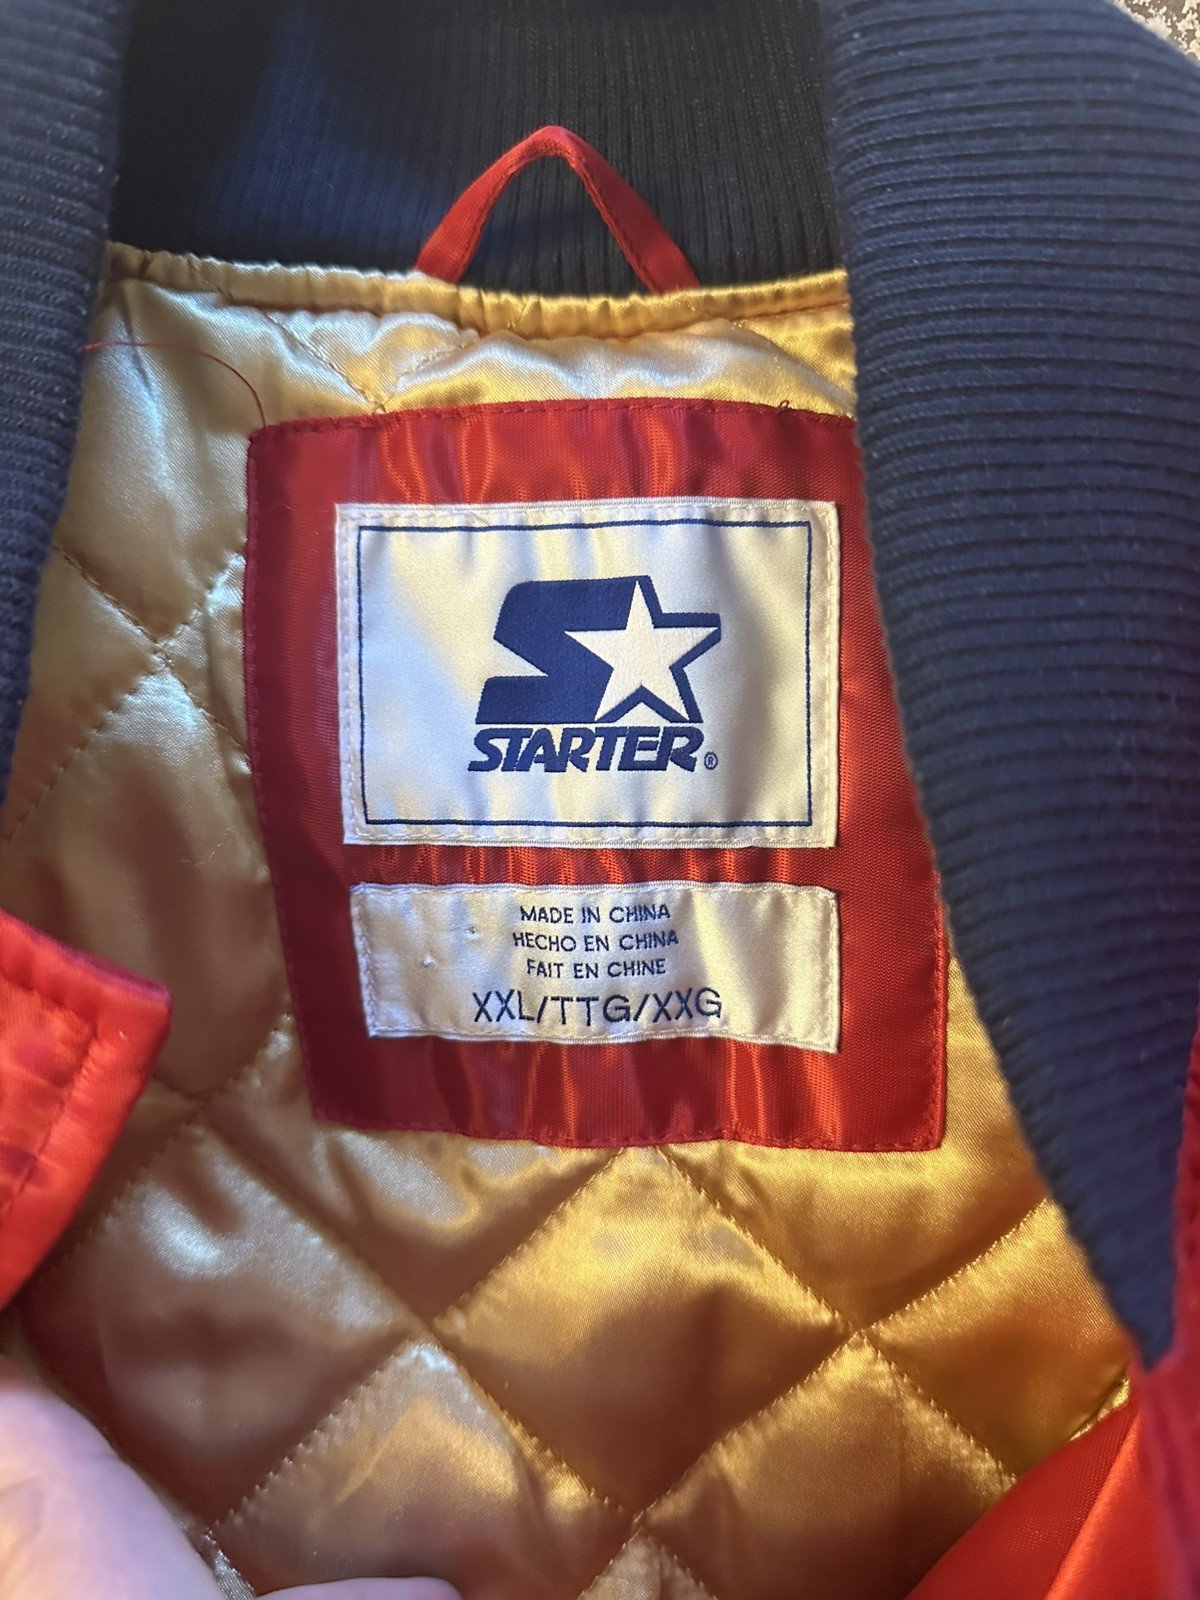 STARTER®
MADE IN CHINA
HECHO EN CHINA
FAIT EN CHINE
XXL/TTG/XXG